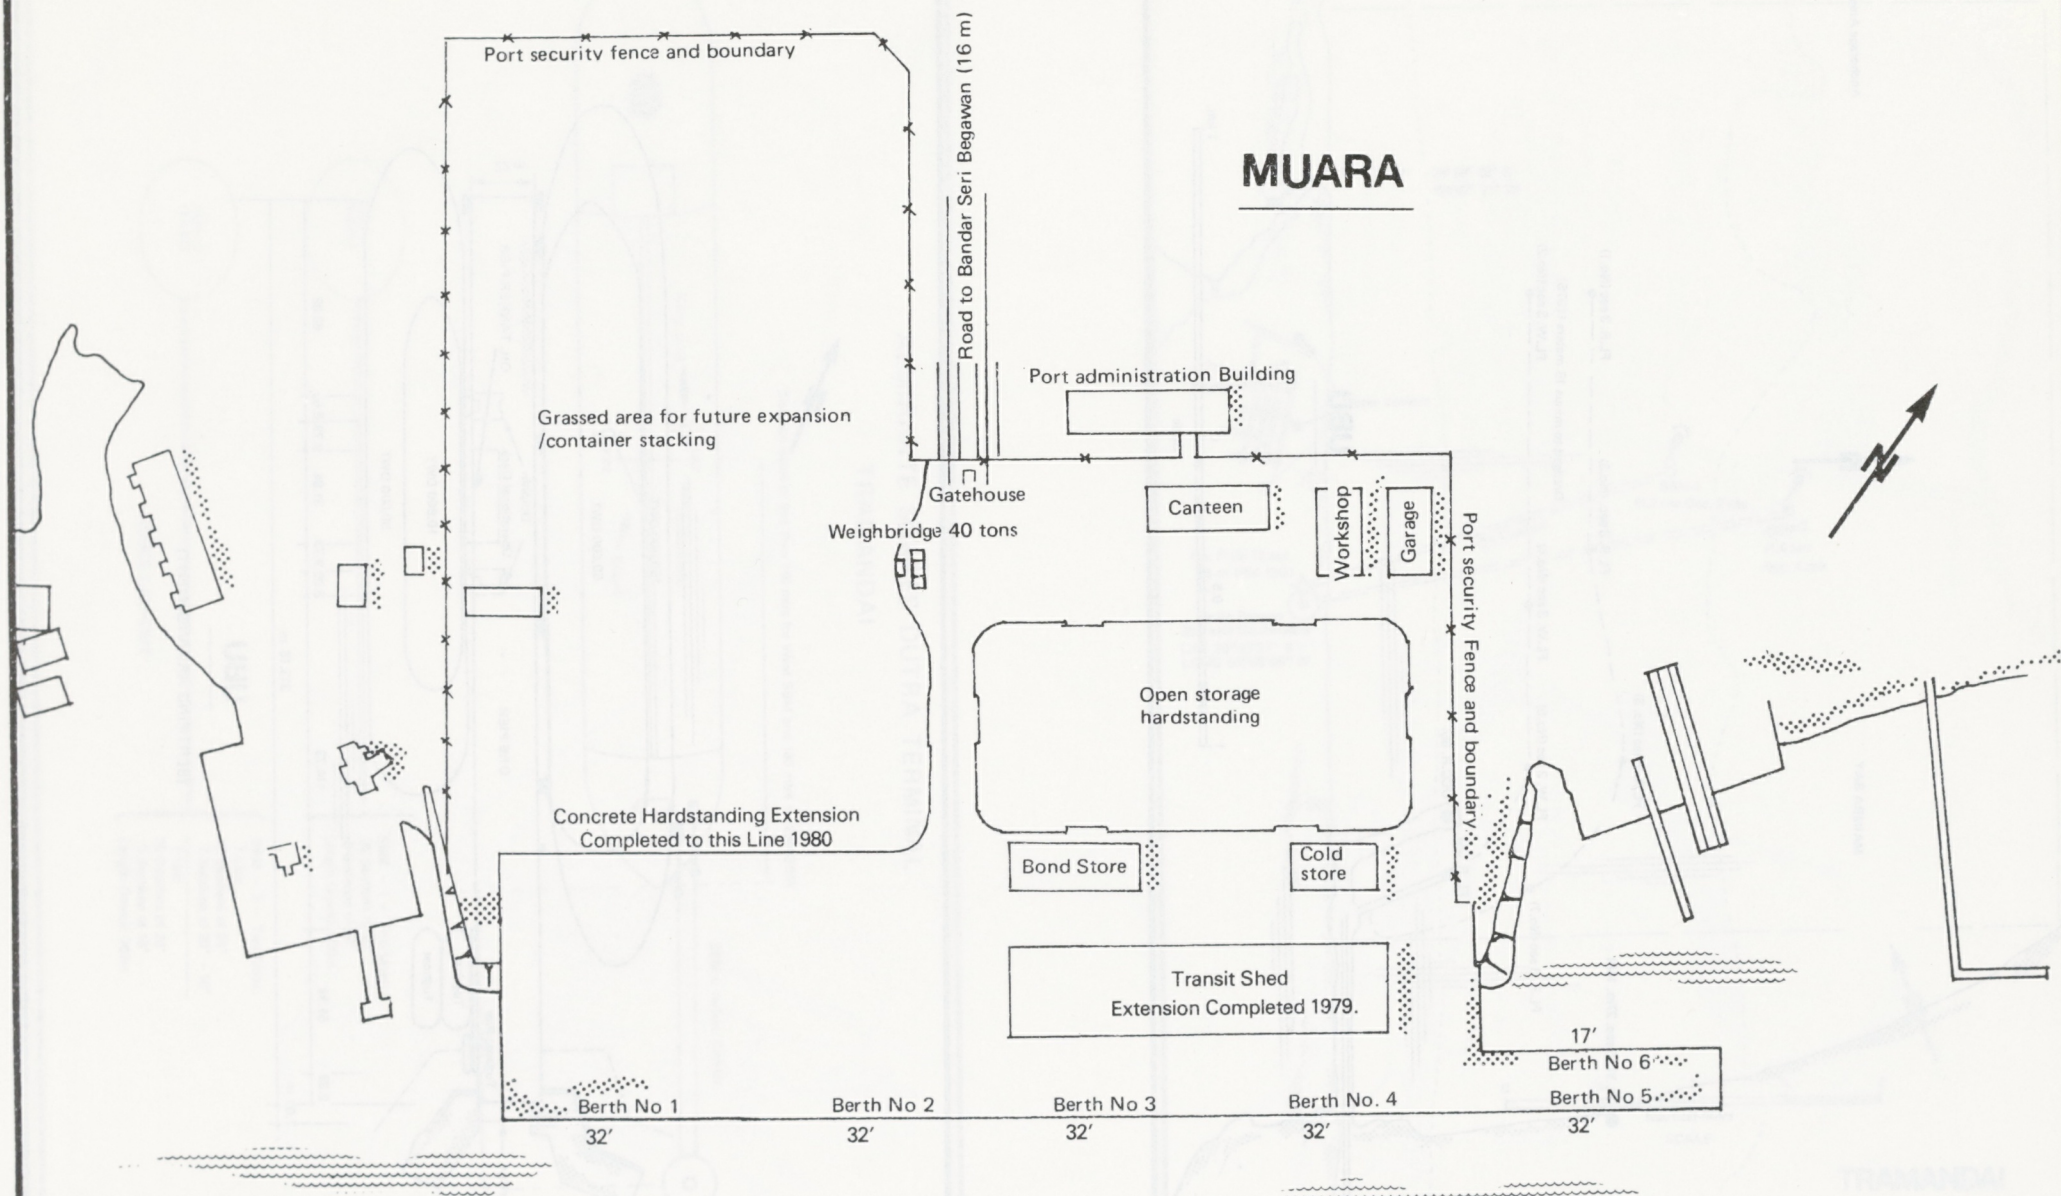 Port security fence and boundary
Road to Bandar Seri Begawan (16 m)
MUARA
Port administration Building
Grassed area for future expansion
/container stacking
Gatehouse
Weighbridge 40 tons
Canteen
Workshop
Garage
Port security Fence and boundary
Open storage
hardstanding
Concrete Hardstanding Extension
Completed to this Line 1980
Bond Store
Cold
store
Transit Shed
Extension Completed 1979.
17′
Berth No 6
Berth No 1
Berth No 2
Berth No 3
Berth No. 4
Berth No 5
32′
32′
32′
32′
32′